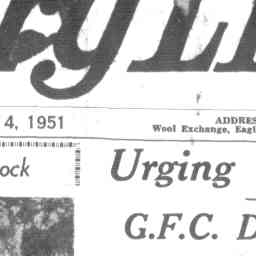 4, 1951
ADDRES
Wool Exchange, Eagl
ock
Urging
G.F.C. D